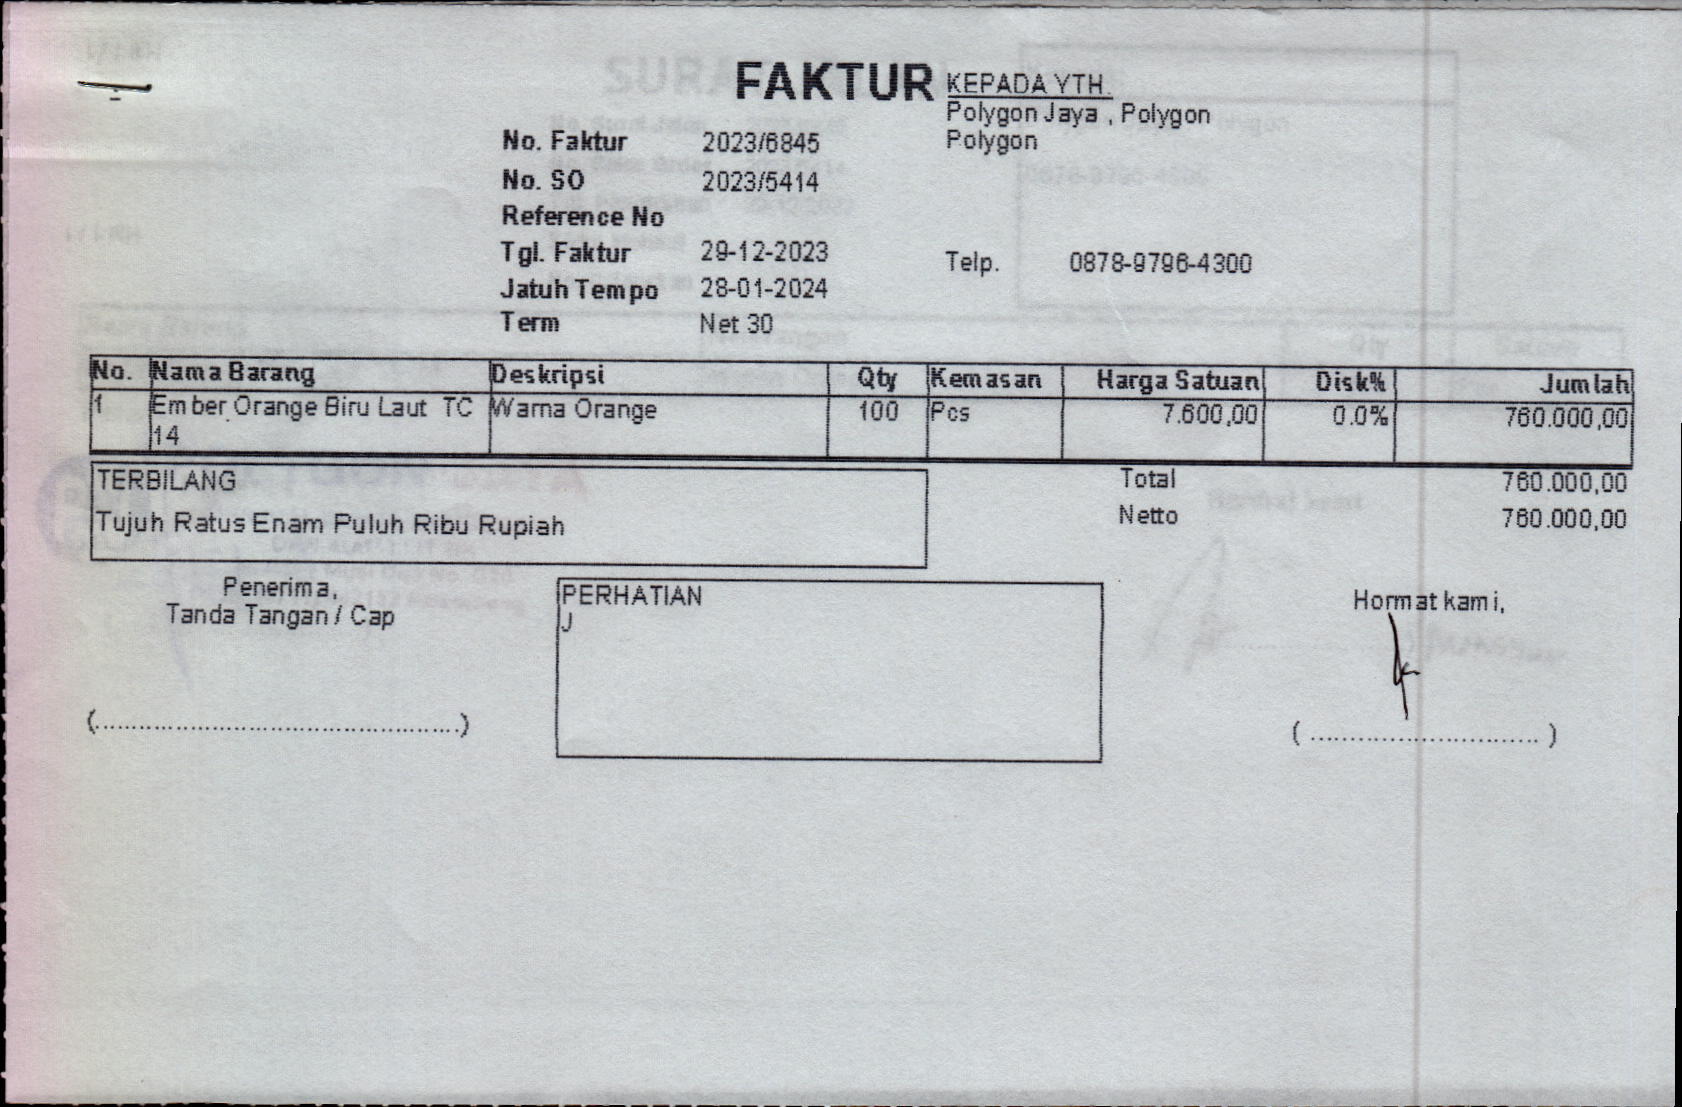 FAKTUR
KEPADA YTH.
Polygon Jaya , Polygon
Polygon
No. Faktur 2023/6845
No. SO 2023/5414
Reference No
Tgl. Faktur 29-12-2023
Telp. 0878-9796-4300
Jatuh Tempo 28-01-2024
Term Net 30
No. Nama Barang Deskripsi Qty Kemasan Harga Satuan Disk% Jumlah
1 Ember Orange Biru Laut TC Warna Orange 100 Pcs 7.600,00 0.0% 760.000,00
14
TERBILANG
Tujuh Ratus Enam Puluh Ribu Rupiah
Total 760.000,00
Netto 760.000,00
Penerima,
Tanda Tangan / Cap
(................................................)
PERHATIAN
J
Hormat kami,
( ............................. )